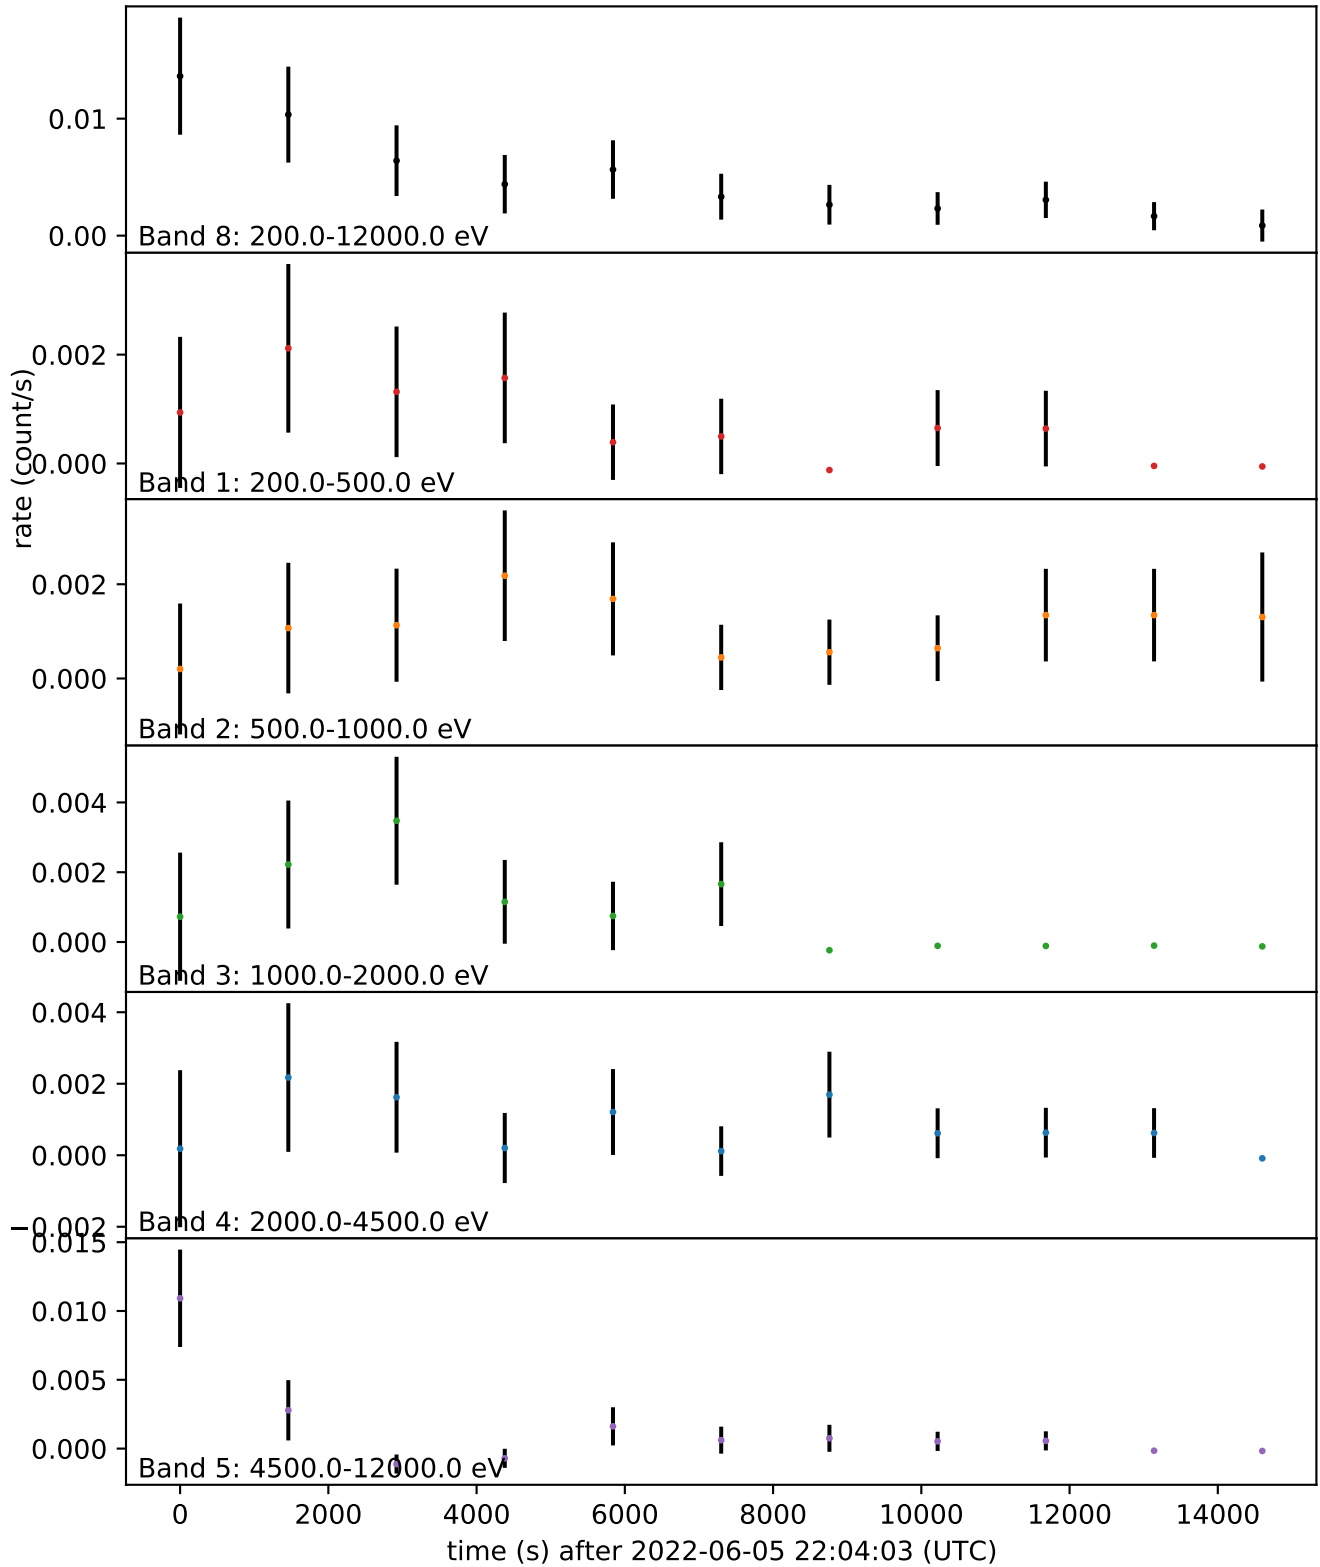 0.01
0.00
Band 8: 200.0-12000.0 eV
0.002
0.000
Band 1: 200.0-500.0 eV
rate (count/s)
0.002
0.000
Band 2: 500.0-1000.0 eV
0.004
0.002
0.000
Band 3: 1000.0-2000.0 eV
0.004
0.002
0.000
−0.002
Band 4: 2000.0-4500.0 eV
0.015
0.010
0.005
0.000
Band 5: 4500.0-12000.0 eV
0 2000 4000 6000 8000 10000 12000 14000
time (s) after 2022-06-05 22:04:03 (UTC)